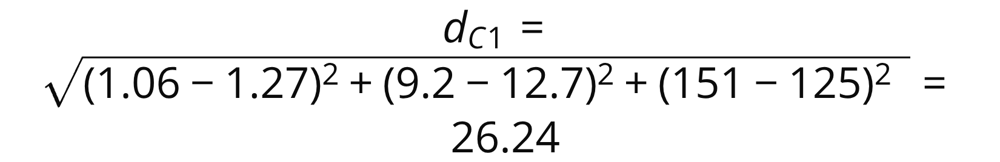 d_{C1} =
√(1.06 − 1.27)² + (9.2 − 12.7)² + (151 − 125)² =
26.24